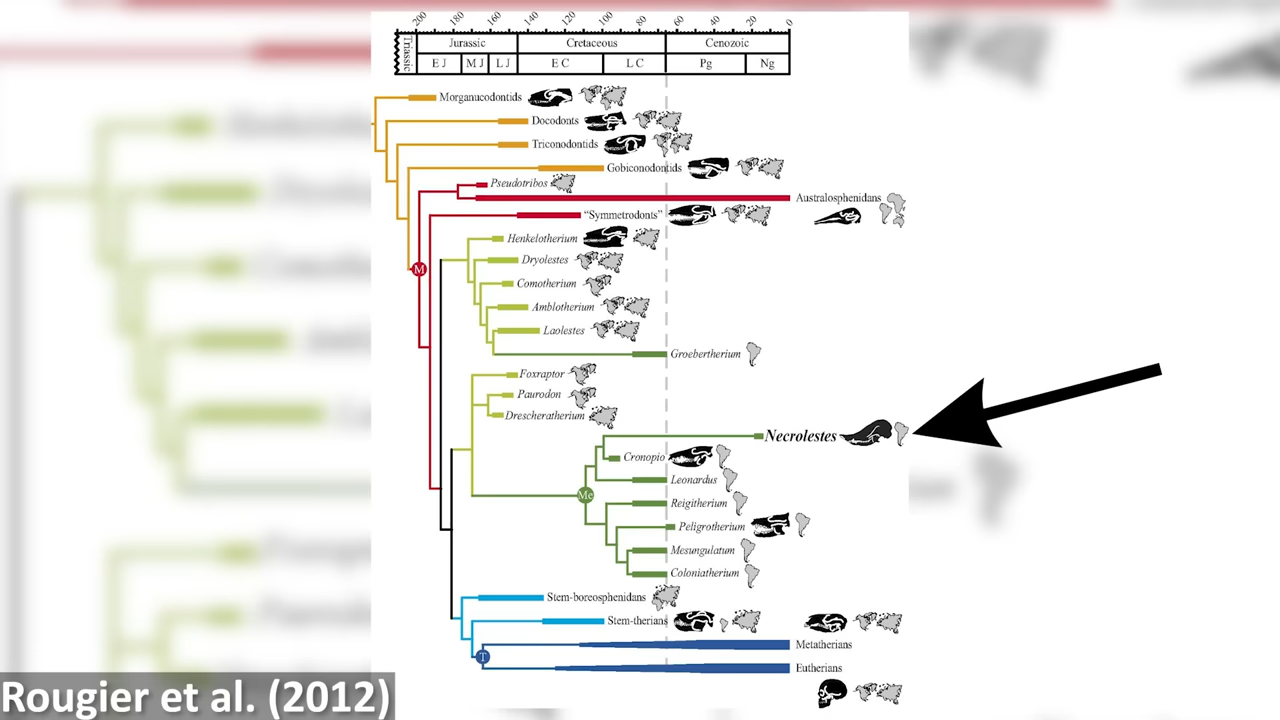 200 180 160 140 120 100 80 60 40 20 0
Triassic Jurassic Cretaceous Cenozoic
E J M J L J E C L C Pg Ng
Morganucodontids
Docodonts
Triconodontids
Gobiconodontids
Pseudotribos
Australosphenidans
“Symmetrodonts”
M
Henkelotherium
Dryolestes
Comotherium
Amblotherium
Laolestes
Groebertherium
Foxraptor
Paurodon
Drescheratherium
Necrolestes
Cronopio
Leonardus
Me
Reigitherium
Peligrotherium
Mesungulatum
Coloniatherium
Stem-boreosphenidans
Stem-therians
Metatherians
T
Eutherians
Rougier et al. (2012)